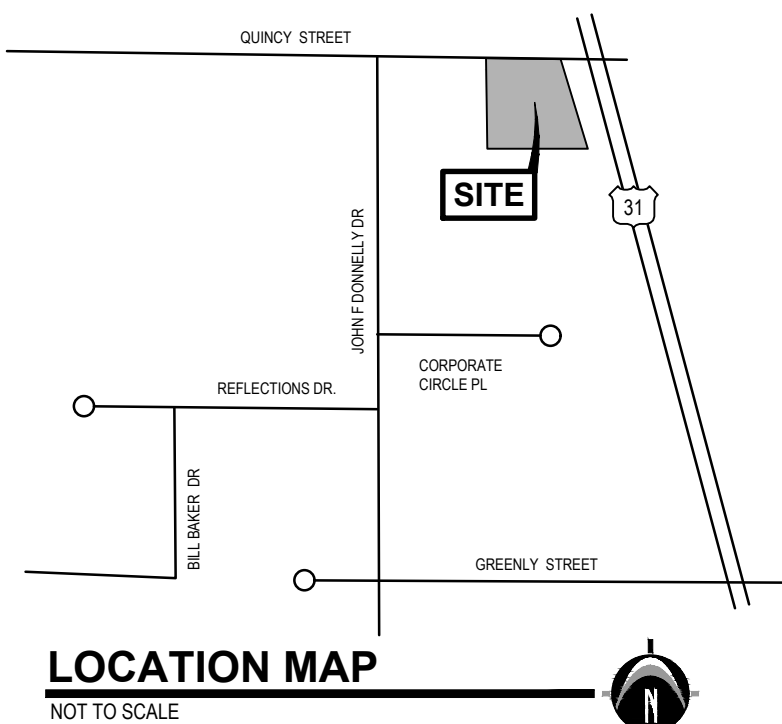 QUINCY STREET
SITE
31
JOHN F DONNELLY DR
CORPORATE
CIRCLE PL
REFLECTIONS DR.
BILL BAKER DR
GREENLY STREET
LOCATION MAP
NOT TO SCALE
N